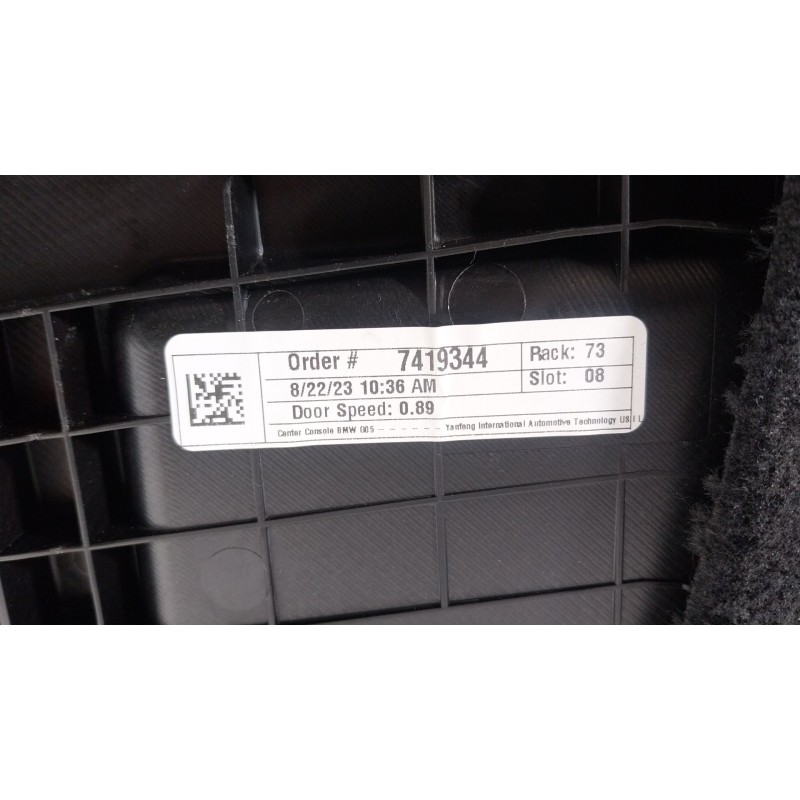 Order # 7419344 Rack: 73
8/22/23 10:36 AM Slot: 08
Door Speed: 0.89
Center Console BMW G05 - - - - - - Yanfeng International Automotive Technology US I L